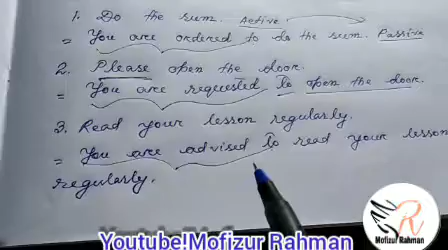 1. Do the sum. Active
= You are ordered to do the sum. Passive
2. Please open the door.
= You are requested To open the door.
3. Read your lesson regularly.
= You are advised To read your lesson
regularly.
Mofizur Rahman
Youtube!Mofizur Rahman